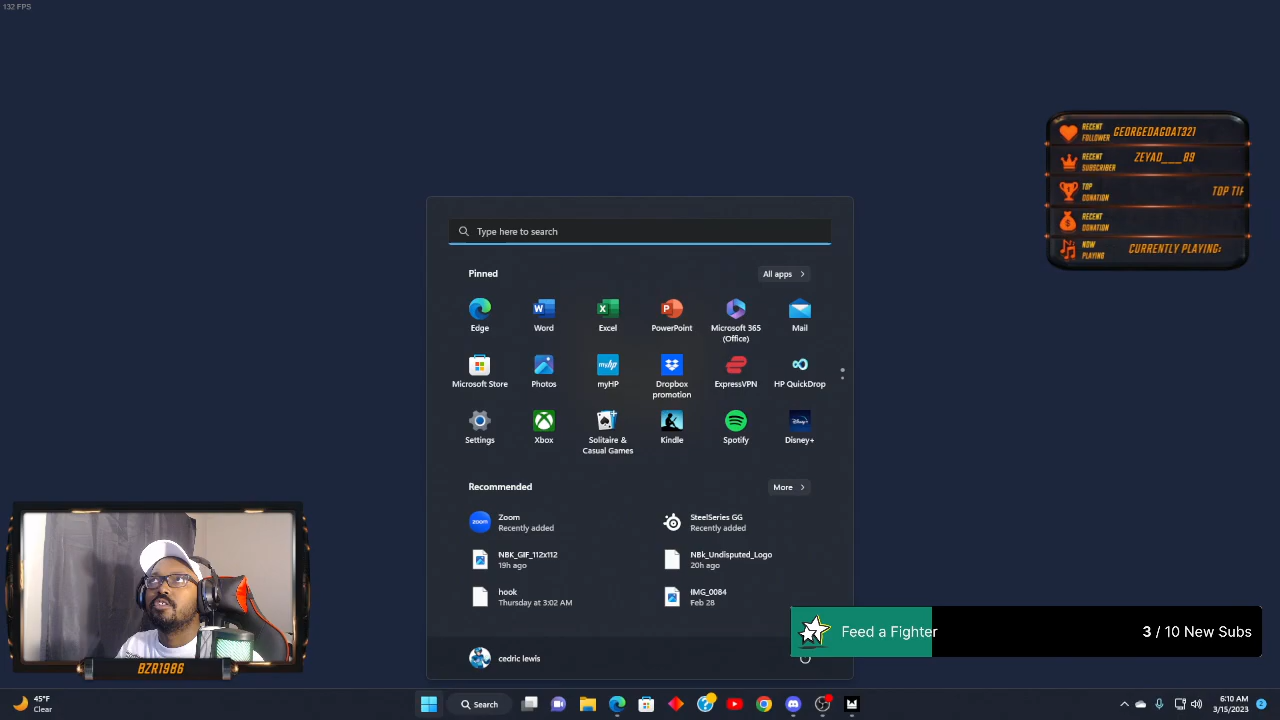 132 FPS
RECENT FOLLOWER GEORGEDAGOAT321
RECENT SUBSCRIBER ZEYAD___89
TOP DONATION TOP TIP
RECENT DONATION
NOW PLAYING CURRENTLY PLAYING:
Type here to search
Pinned
All apps
Edge
Word
Excel
PowerPoint
Microsoft 365 (Office)
Mail
Microsoft Store
Photos
myHP
Dropbox promotion
ExpressVPN
HP QuickDrop
Settings
Xbox
Solitaire & Casual Games
Kindle
Spotify
Disney+
Recommended
More
zoom
Zoom
Recently added
SteelSeries GG
Recently added
NBK_GIF_112x112
19h ago
NBk_Undisputed_Logo
20h ago
hook
Thursday at 3:02 AM
IMG_0084
Feb 28
Feed a Fighter
3 / 10 New Subs
cedric lewis
BZR1986
45°F
Clear
Search
6:10 AM
3/15/2023
2